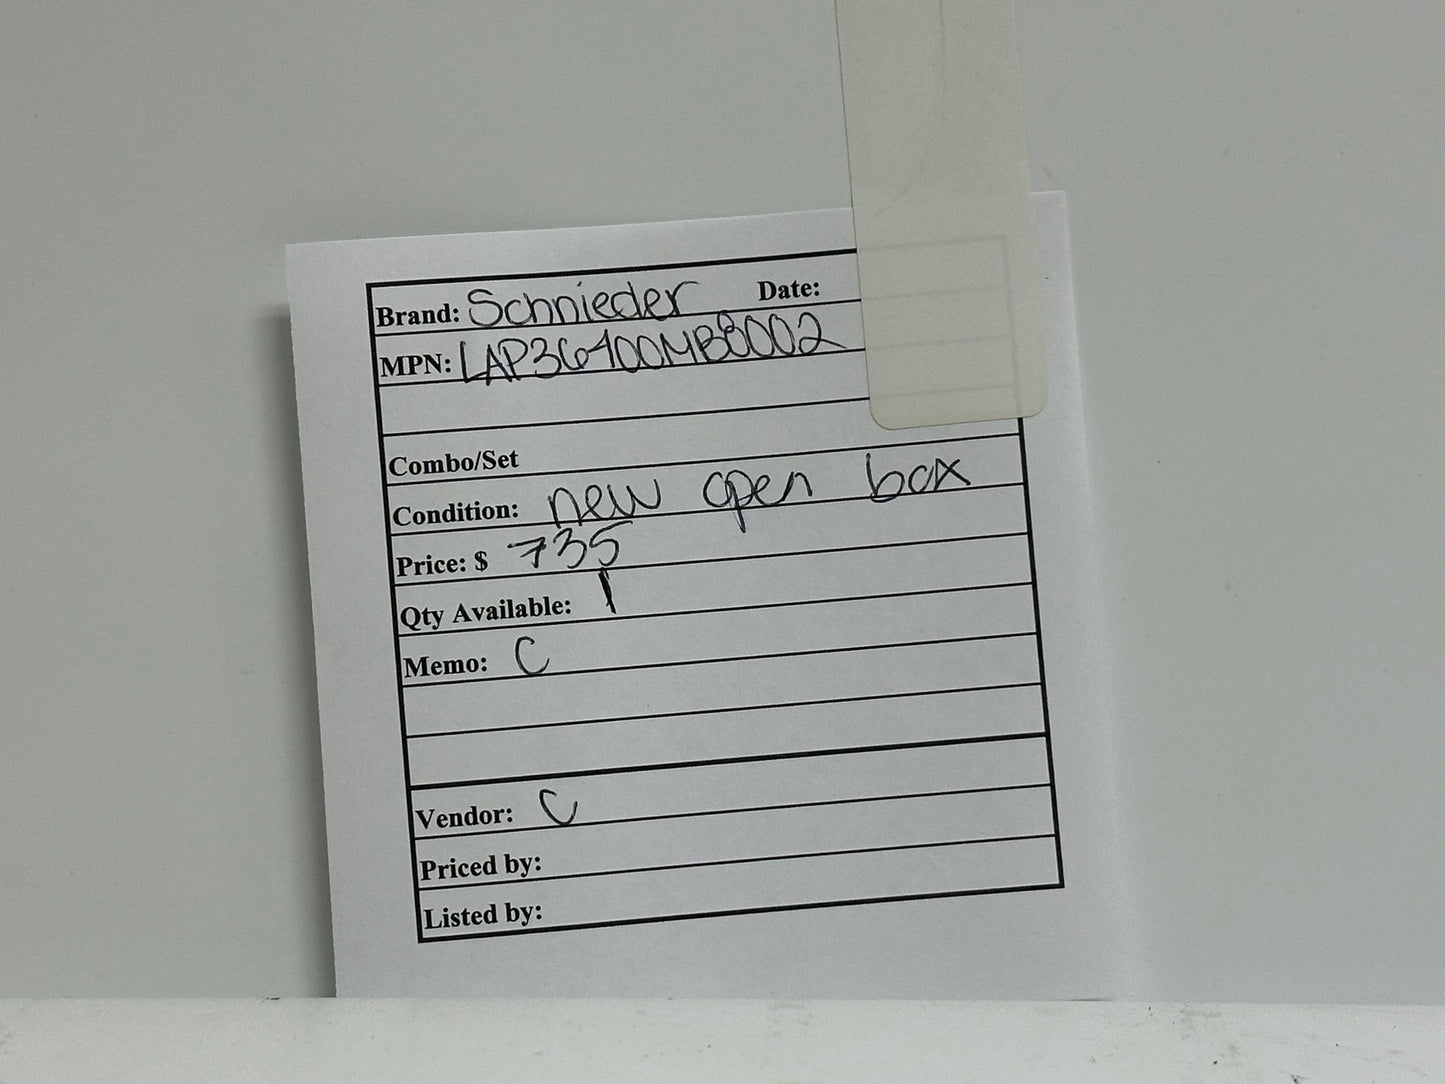 Brand: Schnieder Date:
MPN: LAP36400MB8002
Combo/Set
Condition: new open box
Price: $ 735
Qty Available: 1
Memo: C
Vendor: C
Priced by:
Listed by: